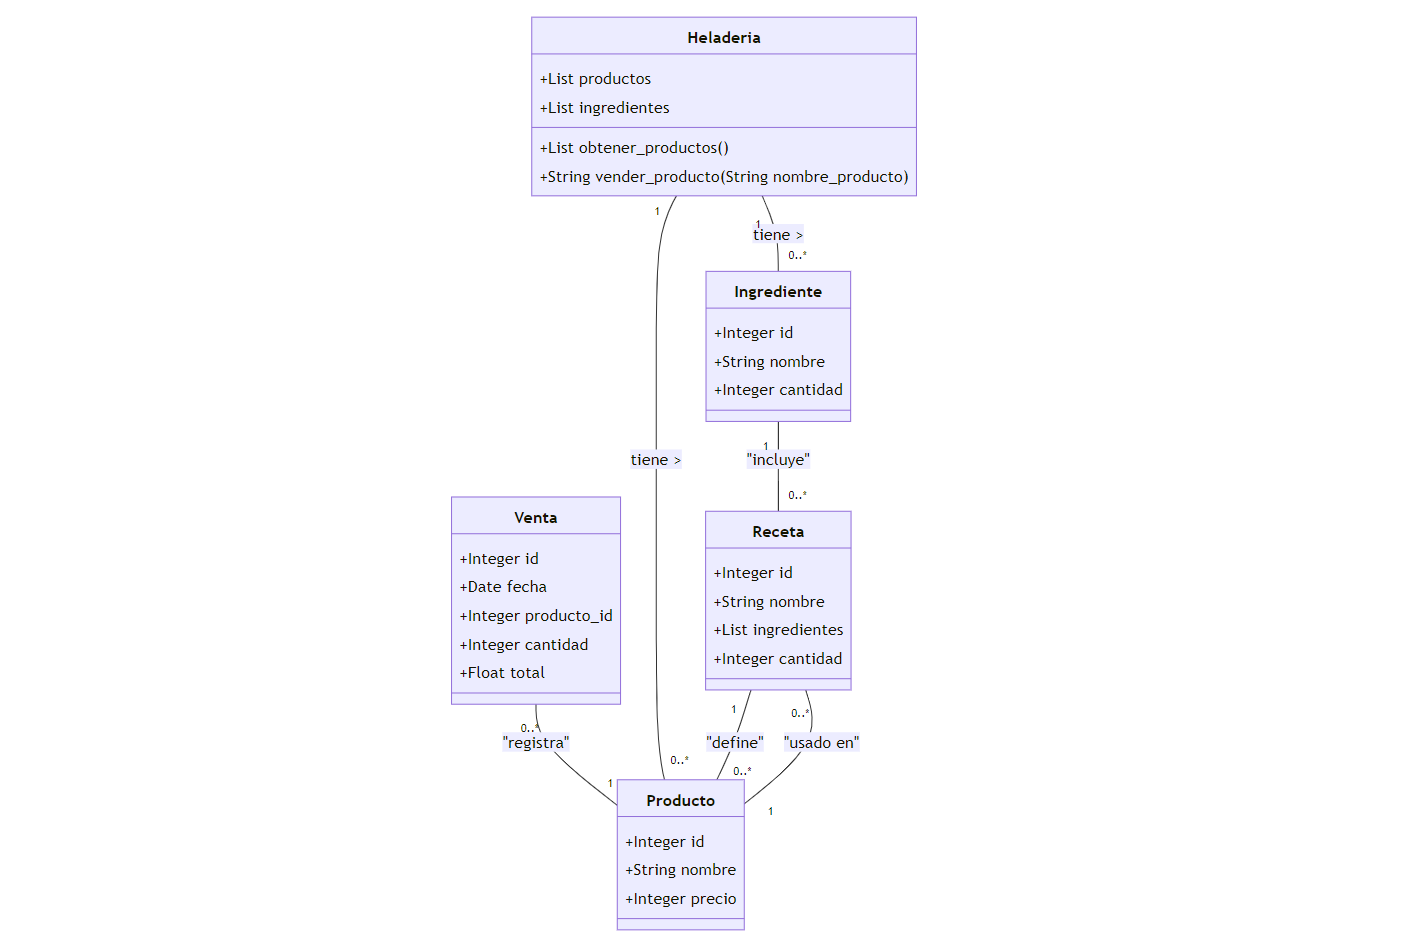 Heladeria
+List productos
+List ingredientes
+List obtener_productos()
+String vender_producto(String nombre_producto)
1
1
tiene >
0..*
Ingrediente
+Integer id
+String nombre
+Integer cantidad
1
tiene >
"incluye"
0..*
Venta
+Integer id
+Date fecha
+Integer producto_id
+Integer cantidad
+Float total
Receta
+Integer id
+String nombre
+List ingredientes
+Integer cantidad
0..*
"registra"
1
1
"define"
0..*
0..*
"usado en"
1
0..*
Producto
+Integer id
+String nombre
+Integer precio